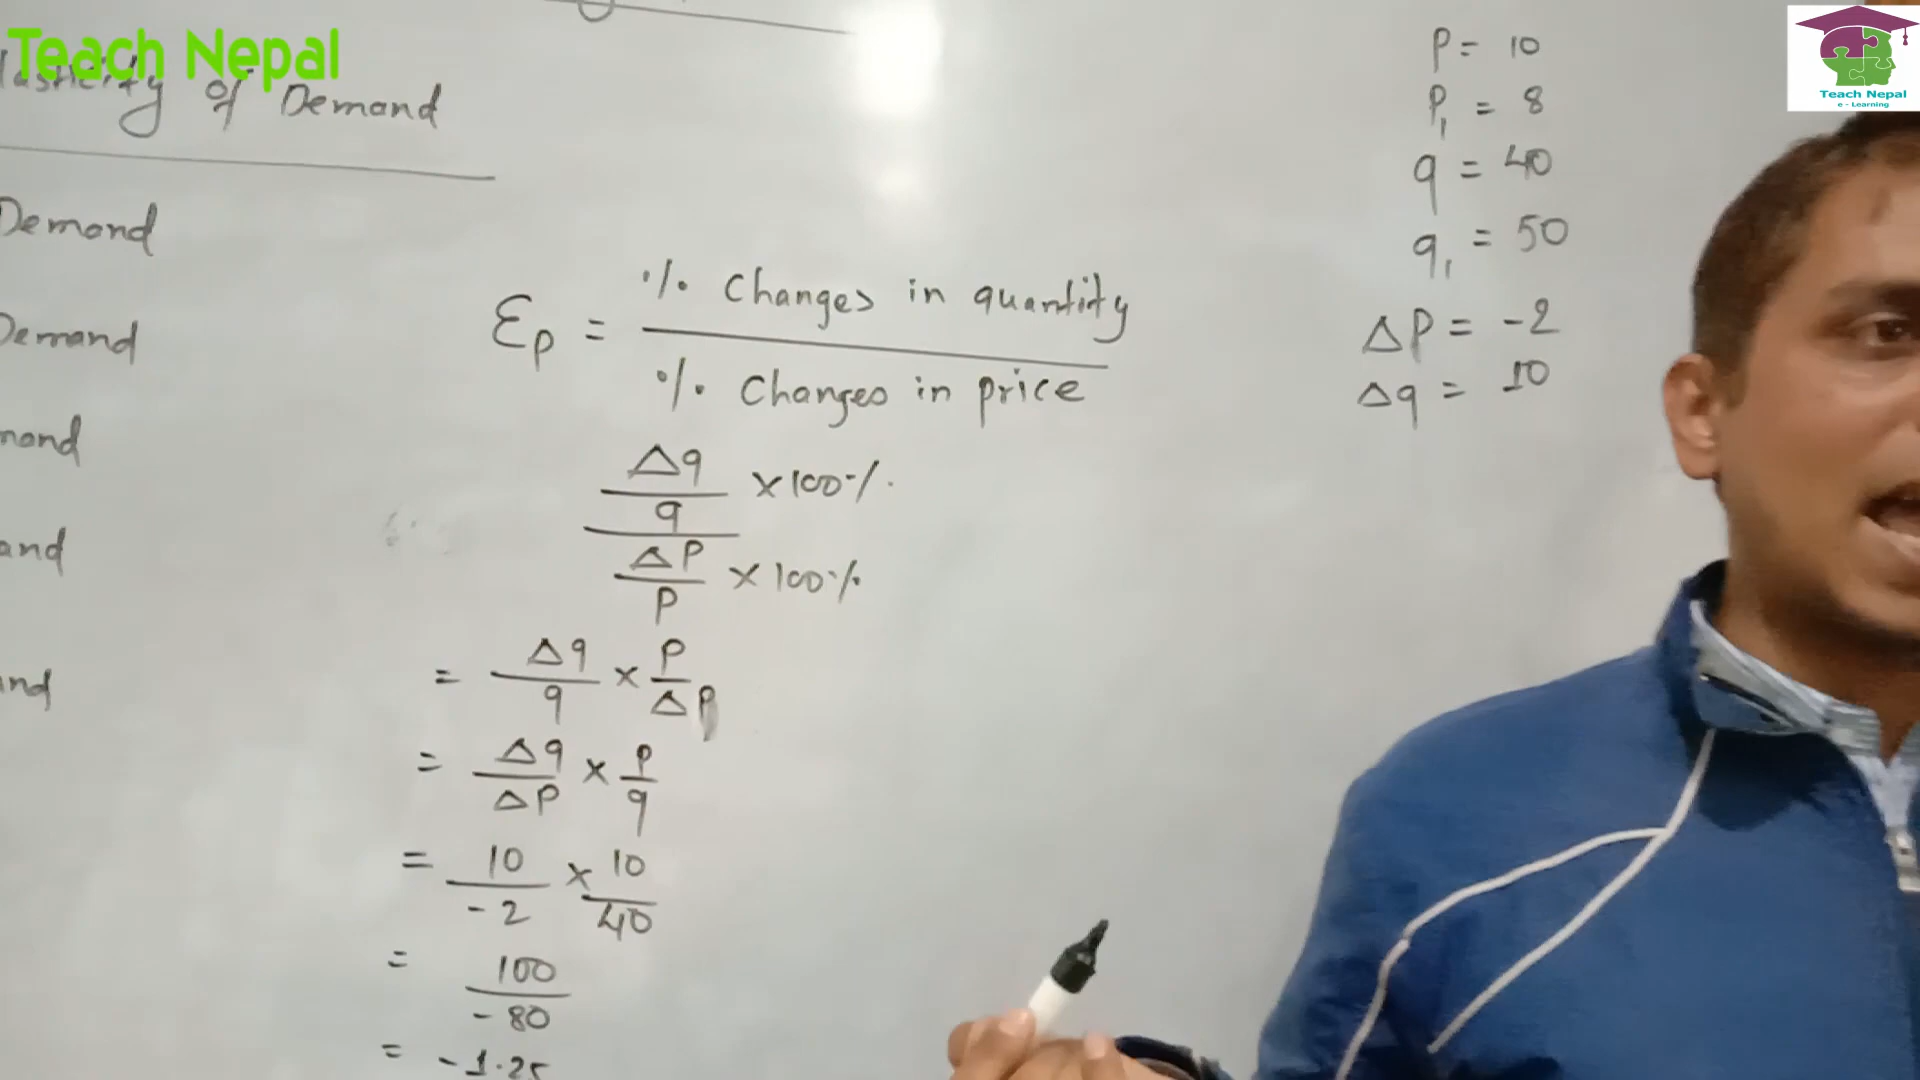 Teach Nepal
lasticity of Demand
Demand
Demand
mand
and
and
Ep = % Changes in quantity
% Changes in price
Δq/q × 100%
ΔP/P × 100%
= Δq/q × P/ΔP
= Δq/ΔP × P/q
= 10/-2 × 10/40
= 100/-80
= -1.25
P = 10
P₁ = 8
q = 40
q₁ = 50
ΔP = -2
Δq = 10
Teach Nepal
e - Learning